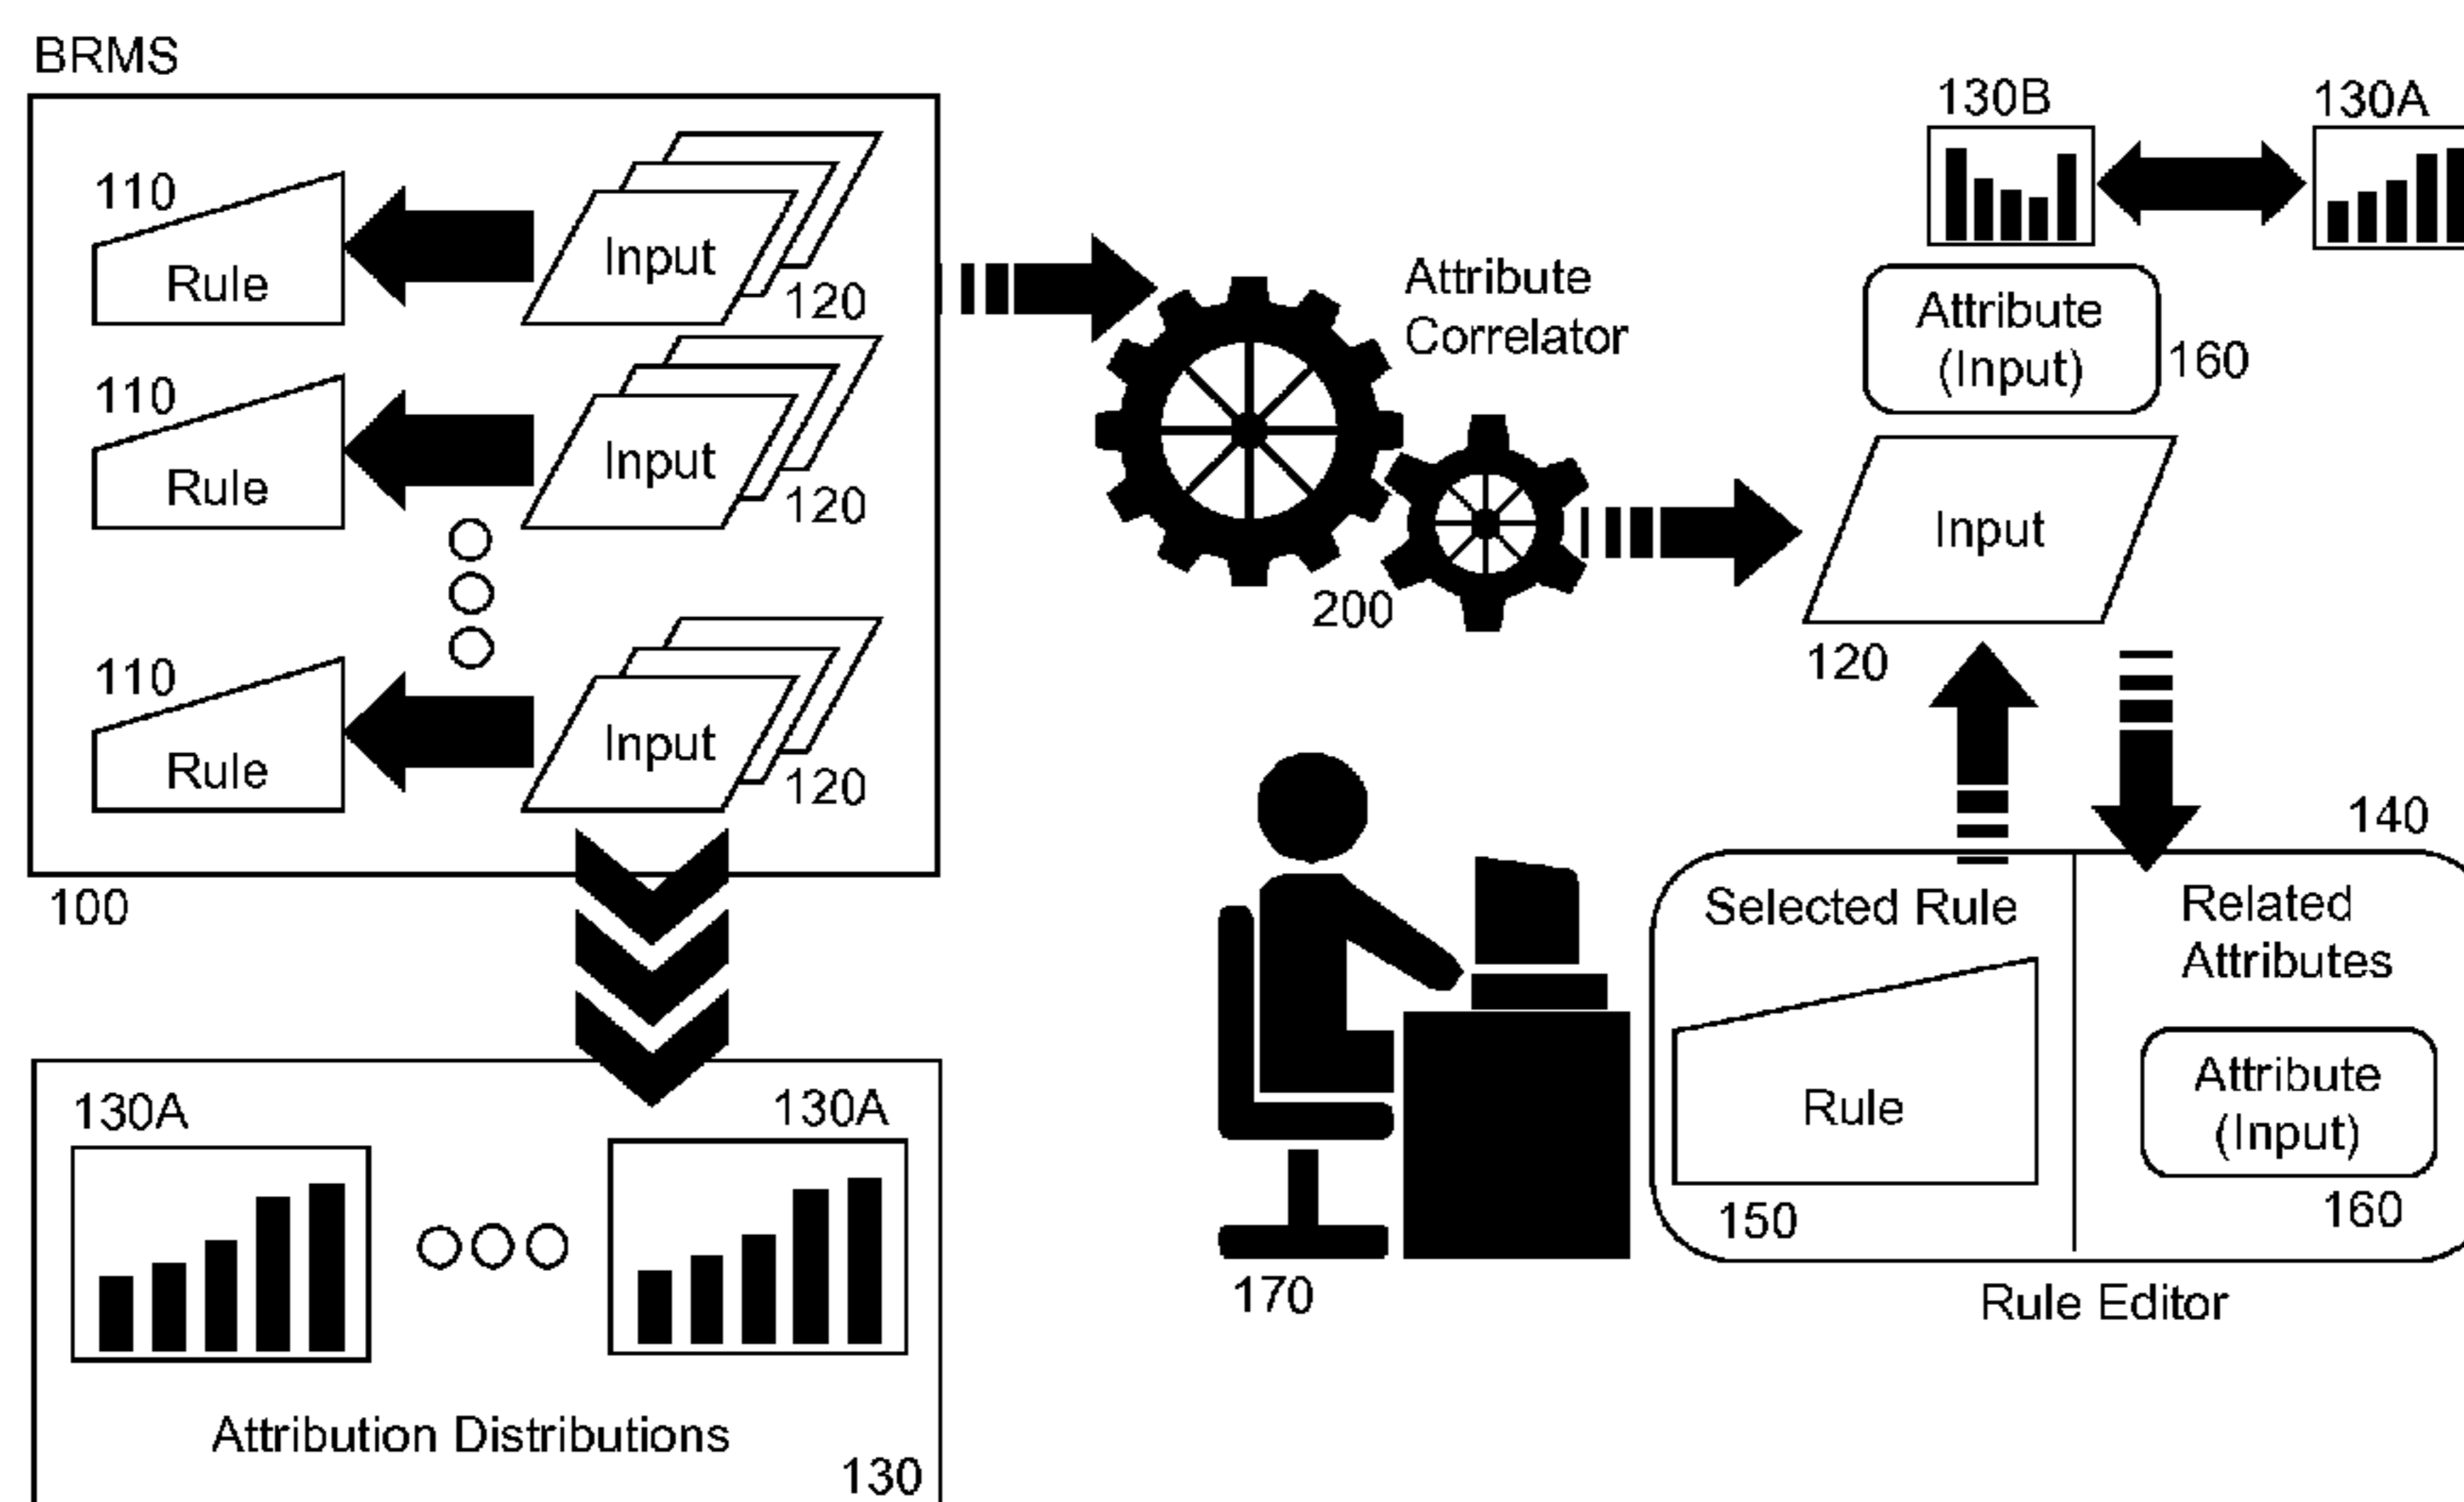 BRMS
110
Rule
Input
120
110
Rule
Input
120
110
Rule
Input
120
100
130A
130A
Attribution Distributions
130
Attribute
Correlator
200
130B
130A
Attribute
(Input)
160
Input
120
140
Selected Rule
Rule
150
Related
Attributes
Attribute
(Input)
160
Rule Editor
170